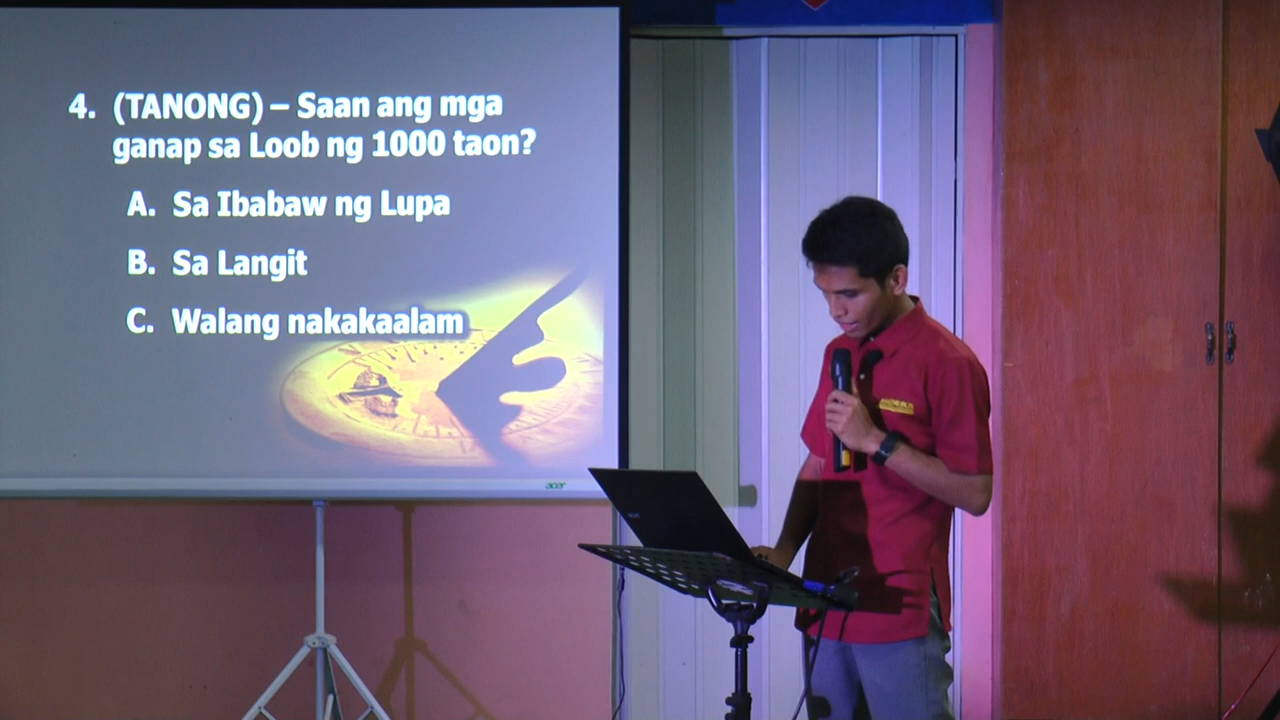 4. (TANONG) – Saan ang mga
ganap sa Loob ng 1000 taon?
A. Sa Ibabaw ng Lupa
B. Sa Langit
C. Walang nakakaalam
acer